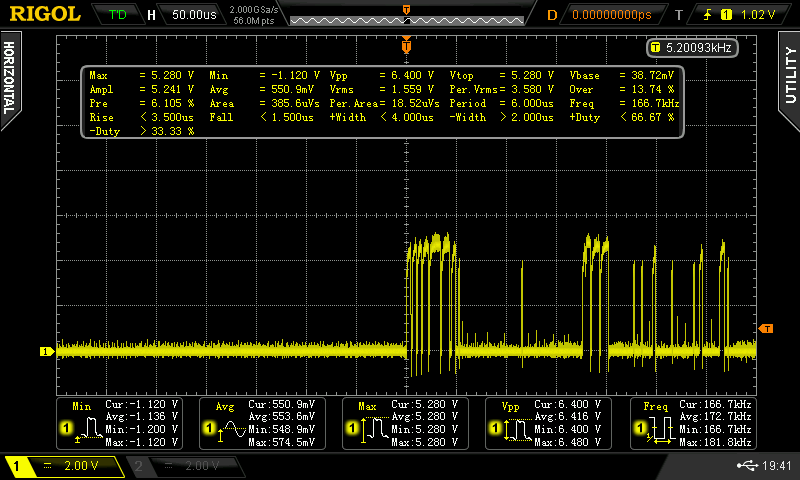 RIGOL T'D H 50.00us 2.000GSa/s 56.0M pts D 0.00000000ps T 1 1.02 V
HORIZONTAL
UTILITY
T 5.20093kHz
Max = 5.280 V Min = -1.120 V Vpp = 6.400 V Vtop = 5.280 V Vbase = 38.72mV
Ampl = 5.241 V Avg = 550.9mV Vrms = 1.559 V Per.Vrms= 3.580 V Over = 13.74 %
Pre = 6.105 % Area = 385.6uVs Per.Area= 18.52uVs Period = 6.000us Freq = 166.7kHz
Rise < 3.500us Fall < 1.500us +Width < 4.000us -Width > 2.000us +Duty < 66.67 %
-Duty > 33.33 %
T
T
1
Min Cur:-1.120 V
Avg:-1.136 V
1 Min:-1.200 V
Max:-1.120 V
Avg Cur:550.9mV
Avg:553.6mV
1 Min:548.9mV
Max:574.5mV
Max Cur:5.280 V
Avg:5.280 V
1 Min:5.280 V
Max:5.280 V
Vpp Cur:6.400 V
Avg:6.416 V
1 Min:6.400 V
Max:6.480 V
Freq Cur:166.7kHz
Avg:172.7kHz
1 Min:166.7kHz
Max:181.8kHz
1 2.00 V 2 2.00 V 19:41